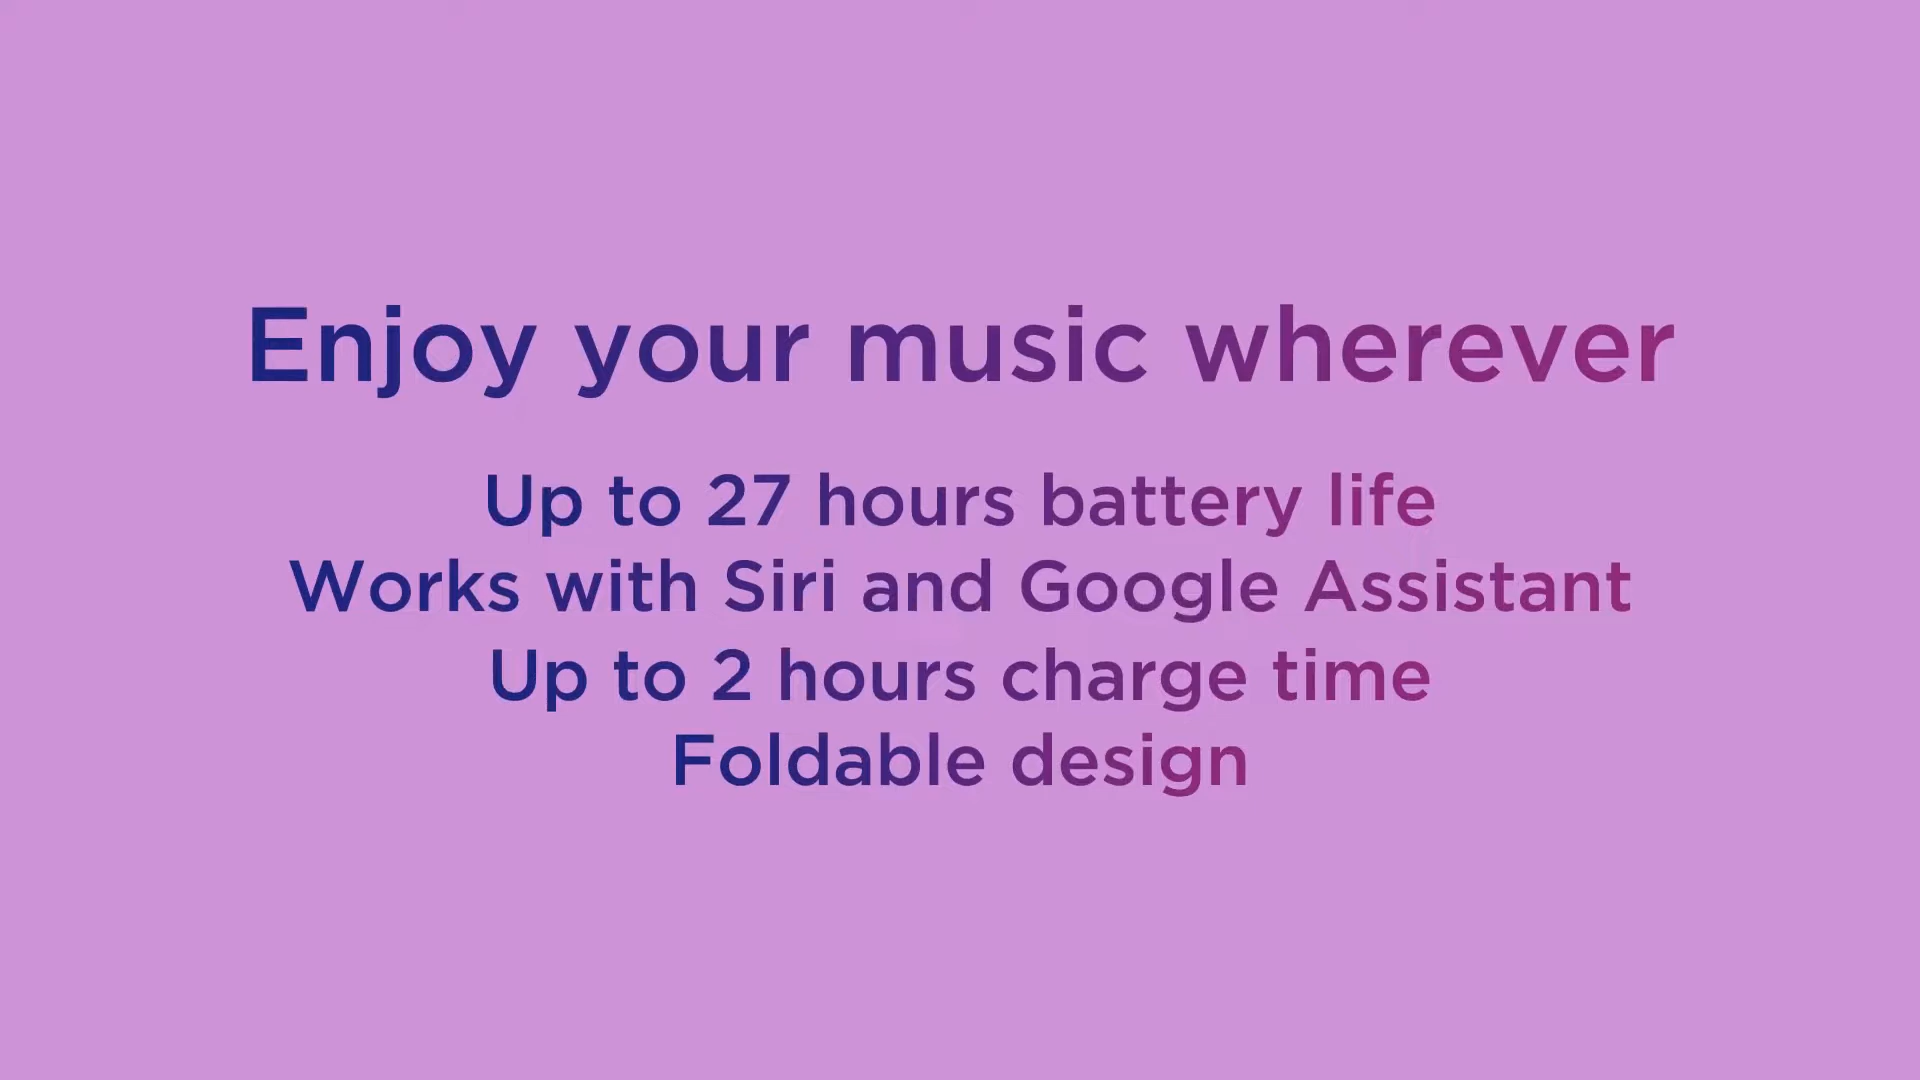 Enjoy your music wherever
Up to 27 hours battery life
Works with Siri and Google Assistant
Up to 2 hours charge time
Foldable design